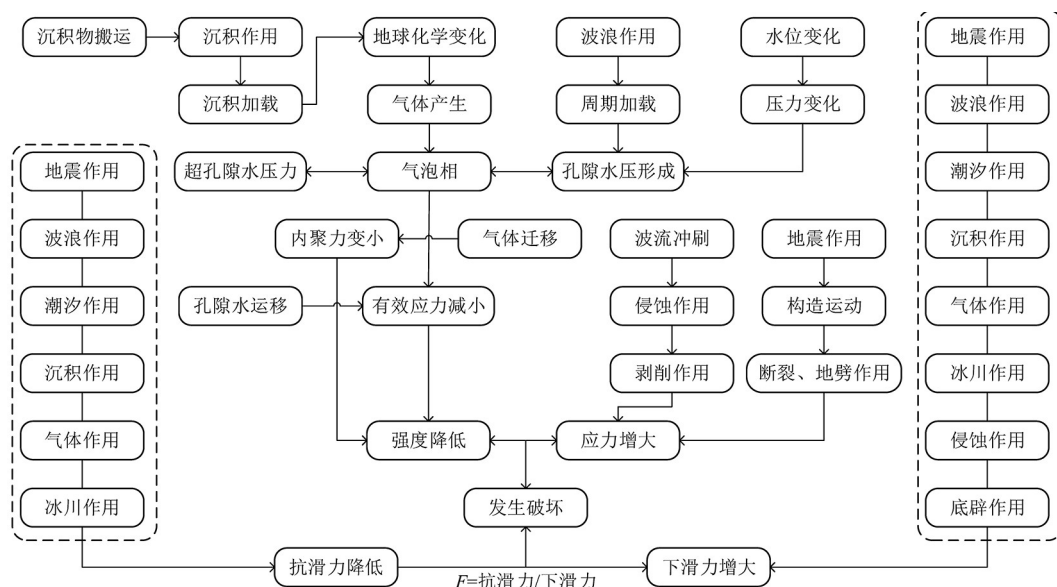 沉积物搬运
沉积作用
地球化学变化
波浪作用
水位变化
地震作用
沉积加载
气体产生
周期加载
压力变化
波浪作用
地震作用
超孔隙水压力
气泡相
孔隙水压形成
潮汐作用
波浪作用
内聚力变小
气体迁移
波流冲刷
地震作用
沉积作用
潮汐作用
孔隙水运移
有效应力减小
侵蚀作用
构造运动
气体作用
沉积作用
剥削作用
断裂、地劈作用
冰川作用
气体作用
强度降低
应力增大
侵蚀作用
冰川作用
发生破坏
底辟作用
抗滑力降低
F=抗滑力/下滑力
下滑力增大